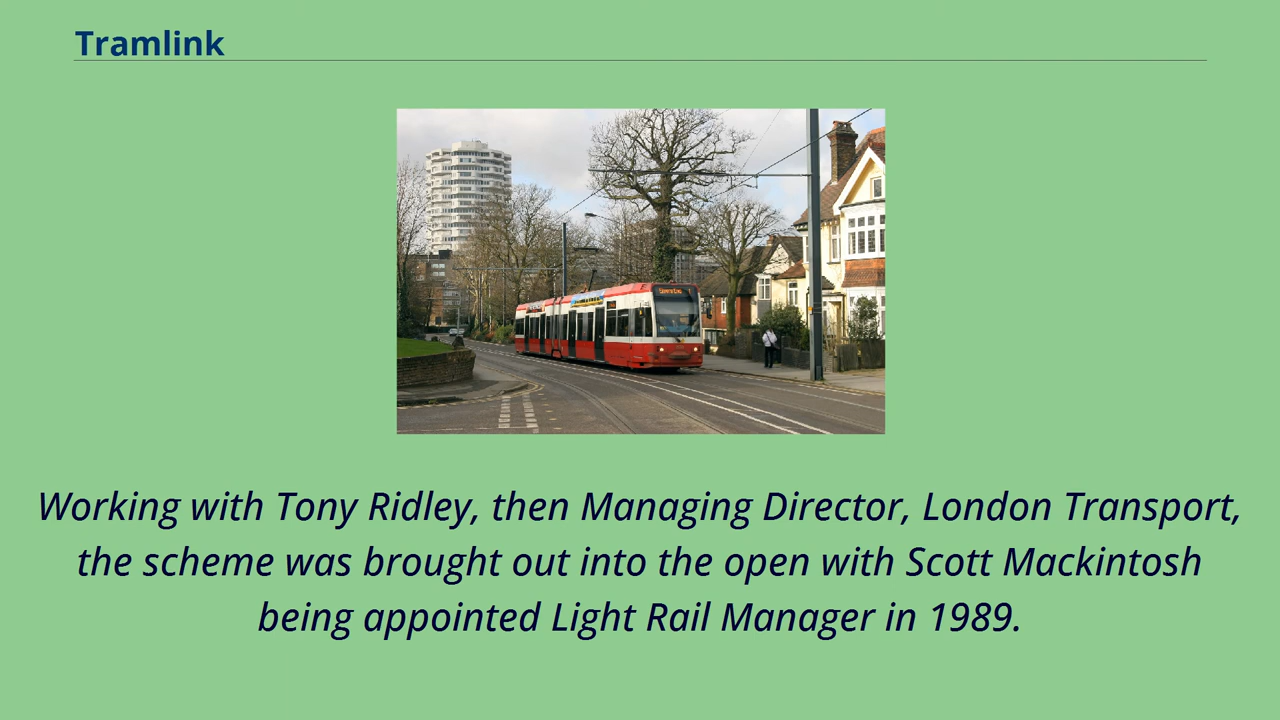 Tramlink
Working with Tony Ridley, then Managing Director, London Transport,
the scheme was brought out into the open with Scott Mackintosh
being appointed Light Rail Manager in 1989.